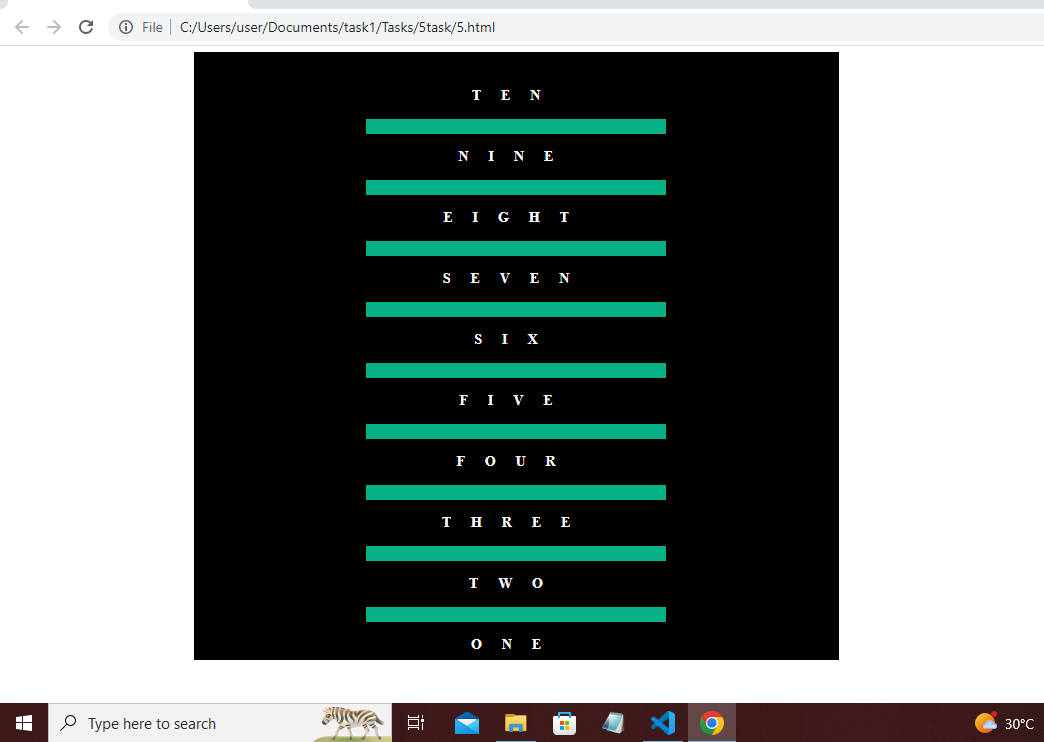 File
C:/Users/user/Documents/task1/Tasks/5task/5.html
T E N
N I N E
E I G H T
S E V E N
S I X
F I V E
F O U R
T H R E E
T W O
O N E
Type here to search
30°C